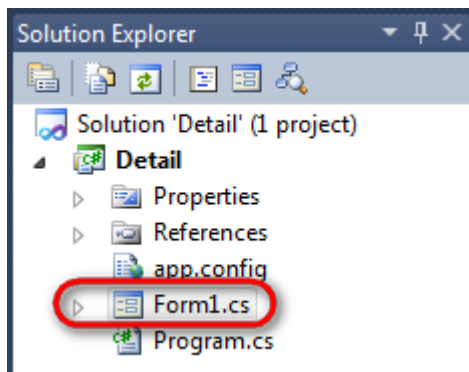 Solution Explorer
Solution 'Detail' (1 project)
Detail
Properties
References
app.config
Form1.cs
Program.cs